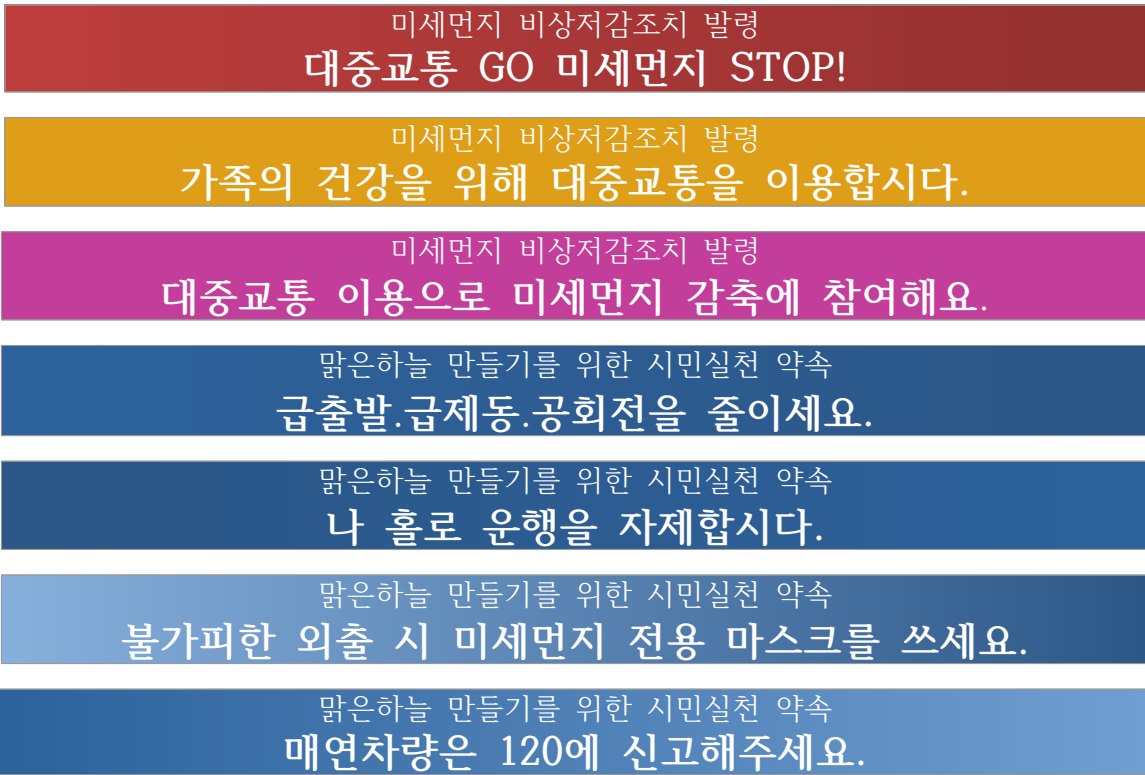 미세먼지 비상저감조치 발령
대중교통 GO 미세먼지 STOP!
미세먼지 비상저감조치 발령
가족의 건강을 위해 대중교통을 이용합시다.
미세먼지 비상저감조치 발령
대중교통 이용으로 미세먼지 감축에 참여해요.
맑은하늘 만들기를 위한 시민실천 약속
급출발.급제동.공회전을 줄이세요.
맑은하늘 만들기를 위한 시민실천 약속
나 홀로 운행을 자제합시다.
맑은하늘 만들기를 위한 시민실천 약속
불가피한 외출 시 미세먼지 전용 마스크를 쓰세요.
맑은하늘 만들기를 위한 시민실천 약속
매연차량은 120에 신고해주세요.